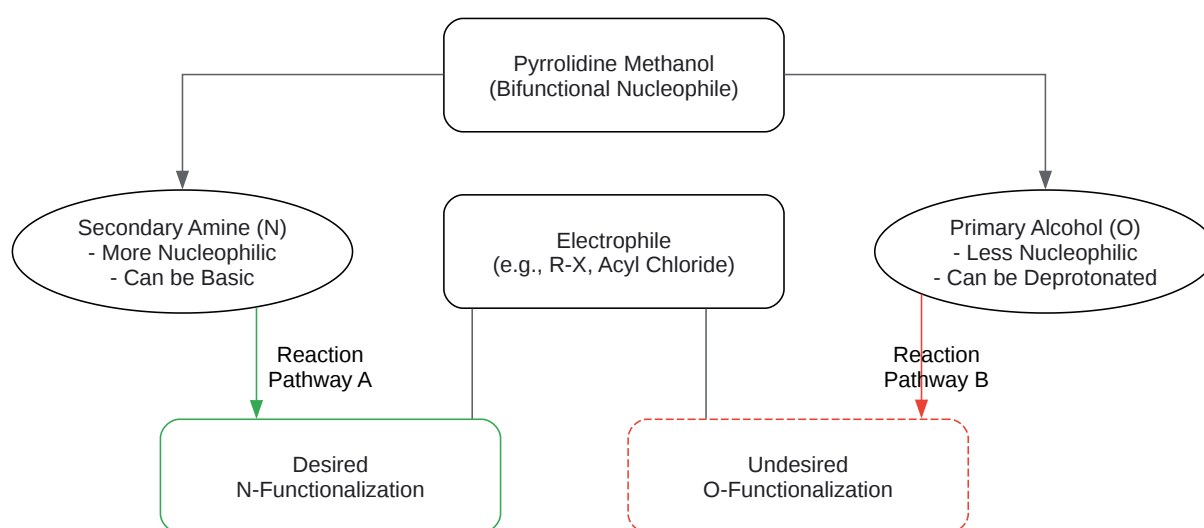 Pyrrolidine Methanol
(Bifunctional Nucleophile)
Secondary Amine (N)
- More Nucleophilic
- Can be Basic
Electrophile
(e.g., R-X, Acyl Chloride)
Primary Alcohol (O)
- Less Nucleophilic
- Can be Deprotonated
Reaction
Pathway A
Reaction
Pathway B
Desired
N-Functionalization
Undesired
O-Functionalization